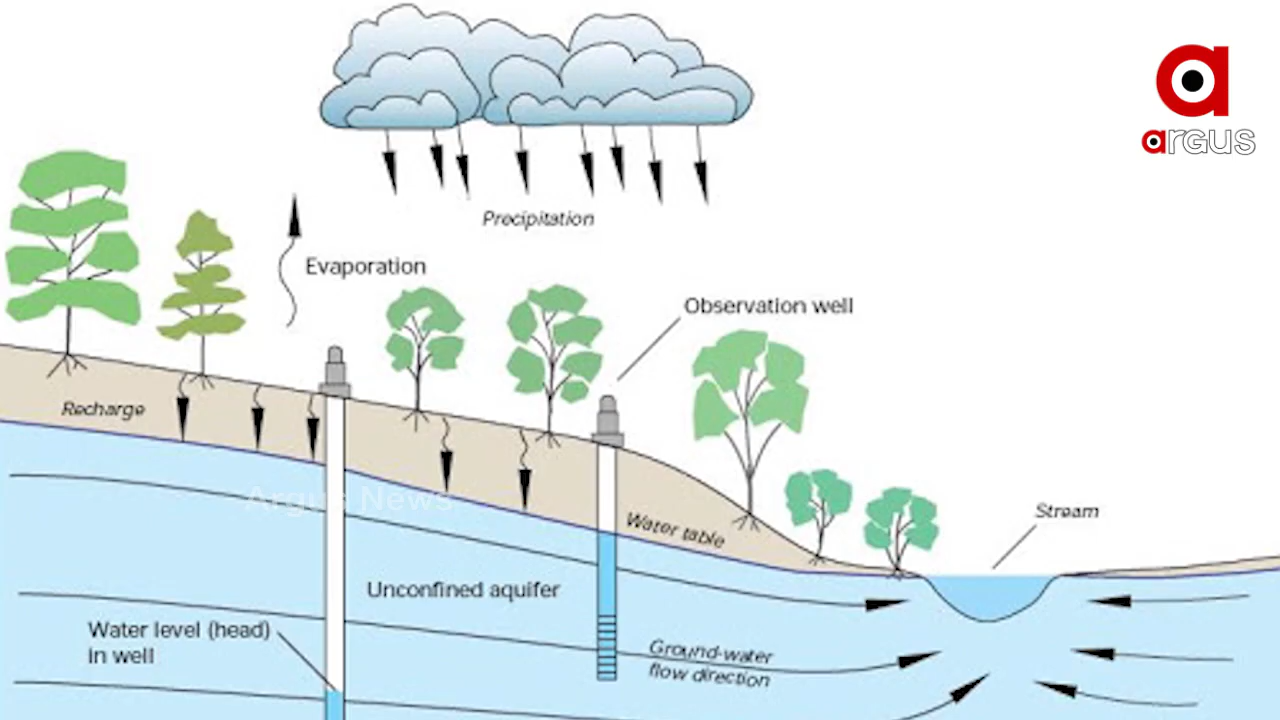 argus
Precipitation
Evaporation
Observation well
Recharge
Argus News
Stream
Water table
Unconfined aquifer
Water level (head)
in well
Ground-water
flow direction